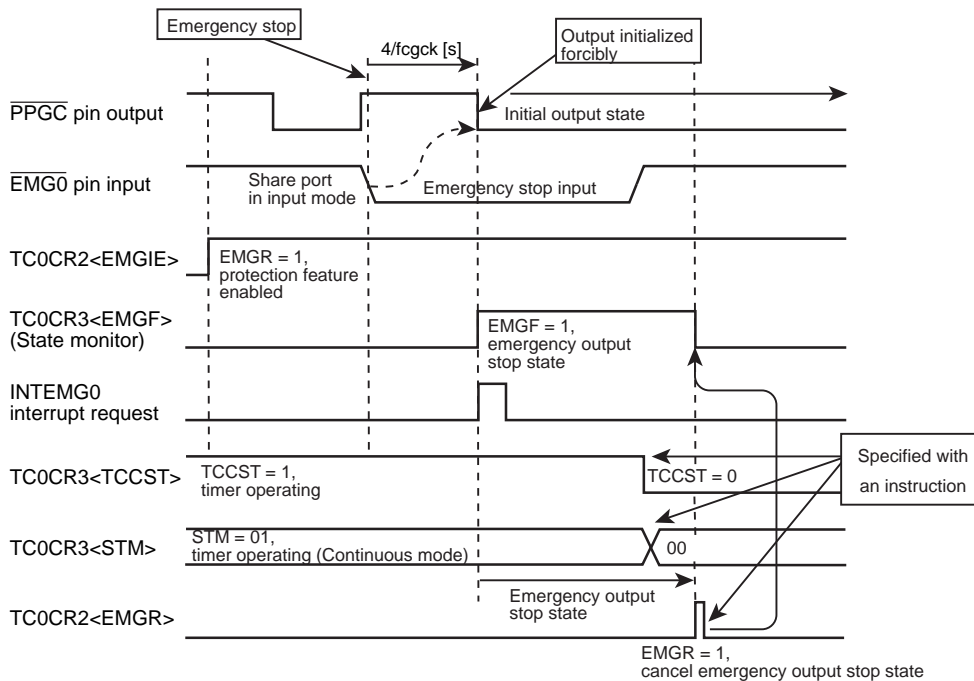 Emergency stop
4/fcgck [s]
Output initialized
forcibly
PPGC pin output
Initial output state
EMG0 pin input
Share port
in input mode
Emergency stop input
TC0CR2<EMGIE>
EMGR = 1,
protection feature
enabled
TC0CR3<EMGF>
(State monitor)
EMGF = 1,
emergency output
stop state
INTEMG0
interrupt request
TC0CR3<TCCST>
TCCST = 1,
timer operating
TCCST = 0
Specified with
an instruction
TC0CR3<STM>
STM = 01,
timer operating (Continuous mode)
00
Emergency output
stop state
TC0CR2<EMGR>
EMGR = 1,
cancel emergency output stop state